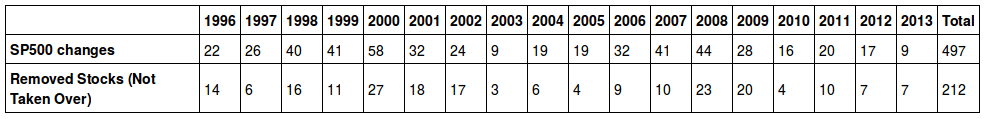 1996 1997 1998 1999 2000 2001 2002 2003 2004 2005 2006 2007 2008 2009 2010 2011 2012 2013 Total
SP500 changes 22 26 40 41 58 32 24 9 19 19 32 41 44 28 16 20 17 9 497
Removed Stocks (Not
Taken Over) 14 6 16 11 27 18 17 3 6 4 9 10 23 20 4 10 7 7 212